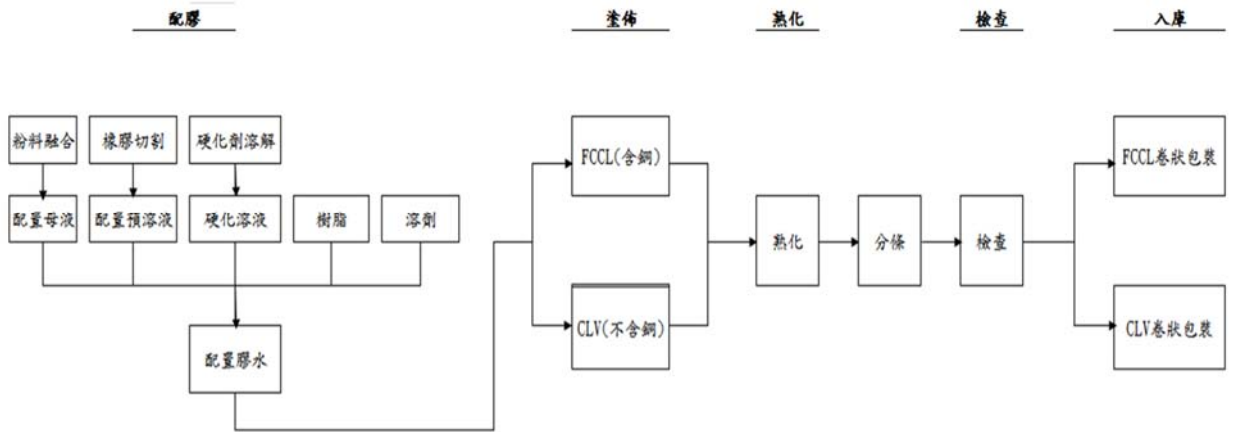 配膠
塗佈
熟化
檢查
入庫
粉料融合
橡膠切割
硬化劑溶解
FCCL(含銅)
FCCL卷狀包裝
配置母液
配置預溶液
硬化溶液
樹脂
溶劑
熟化
分條
檢查
CLV(不含銅)
CLV卷狀包裝
配置膠水